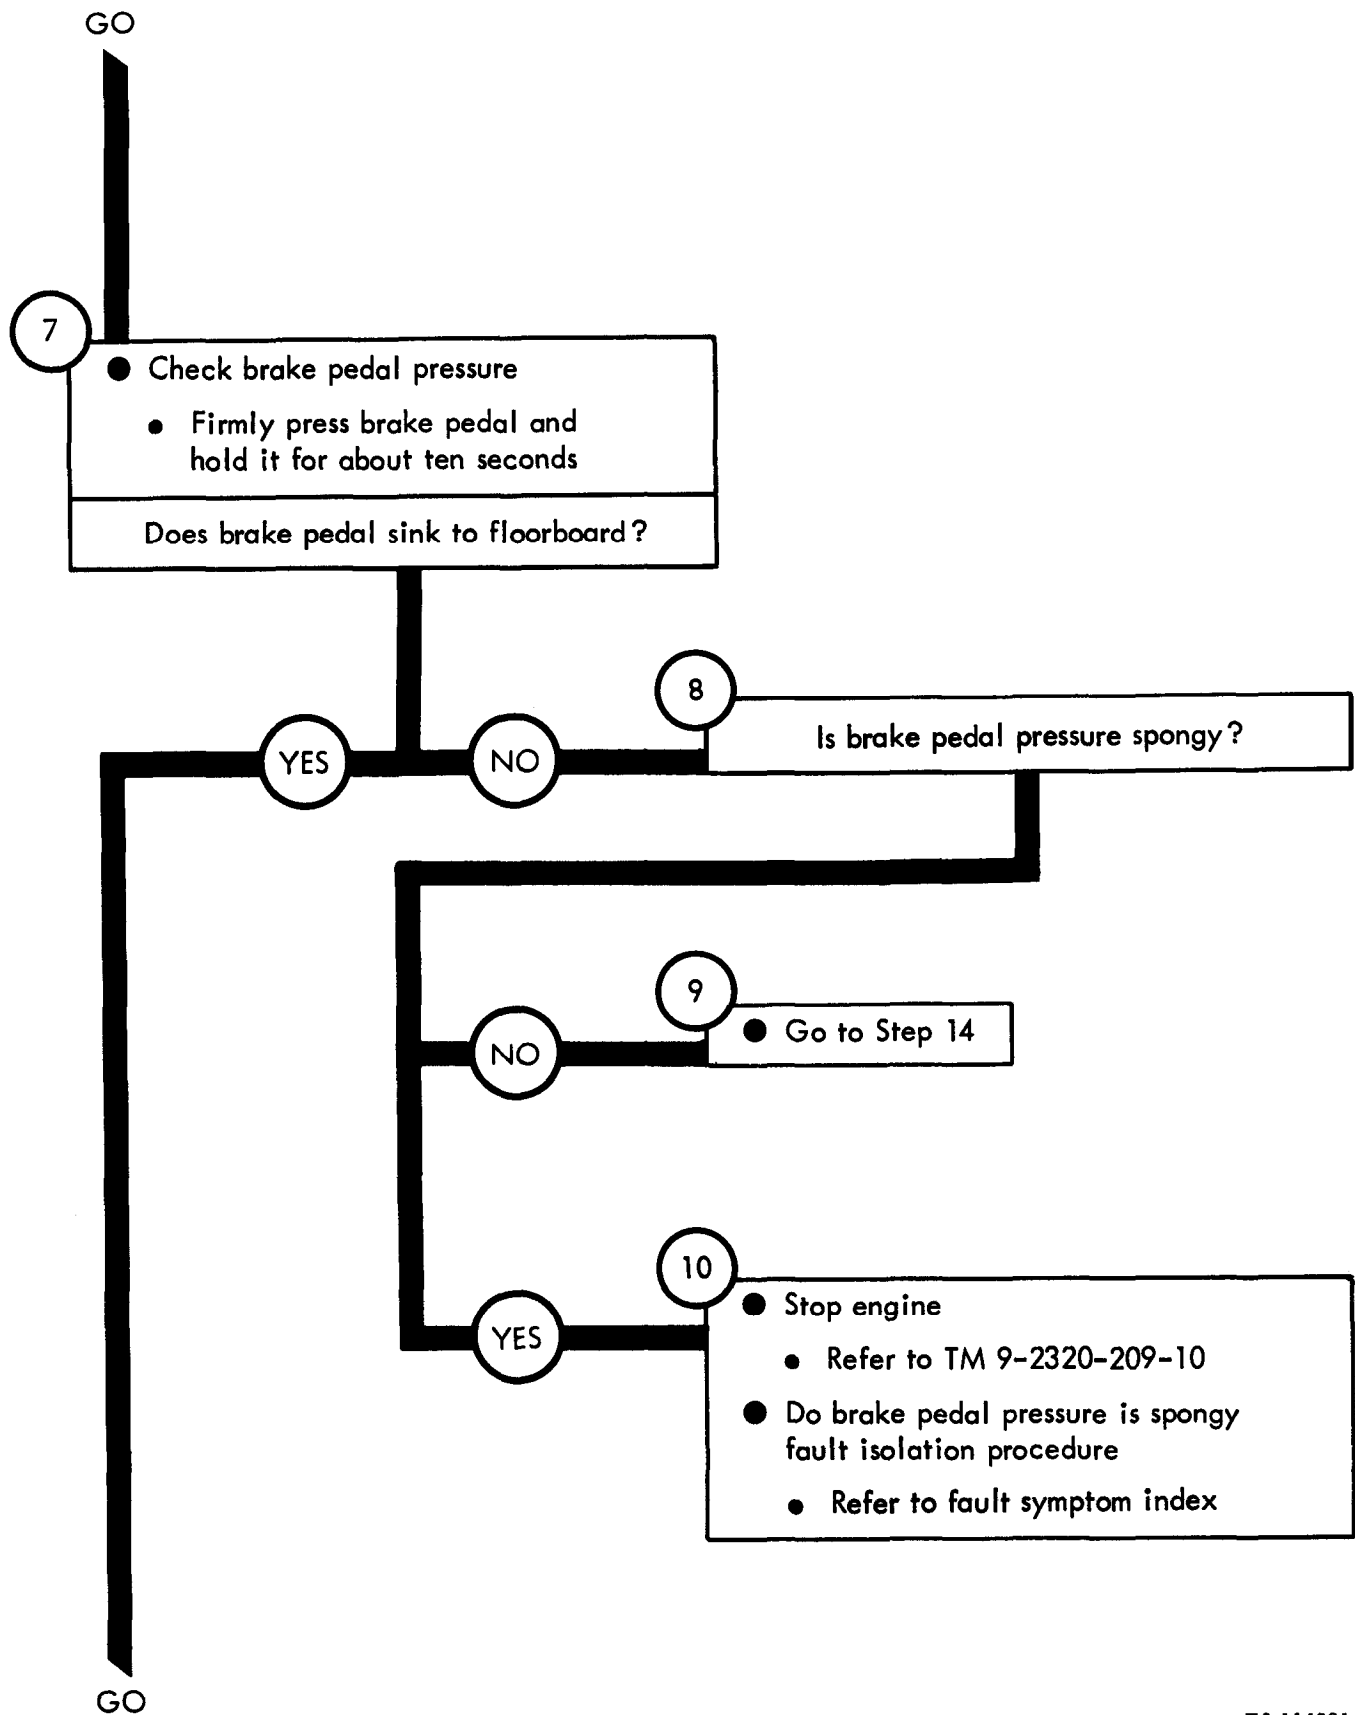 GO
7
● Check brake pedal pressure
● Firmly press brake pedal and
hold it for about ten seconds
Does brake pedal sink to floorboard?
YES
NO
8
Is brake pedal pressure spongy?
NO
9
● Go to Step 14
YES
10
● Stop engine
● Refer to TM 9-2320-209-10
● Do brake pedal pressure is spongy
fault isolation procedure
● Refer to fault symptom index
GO